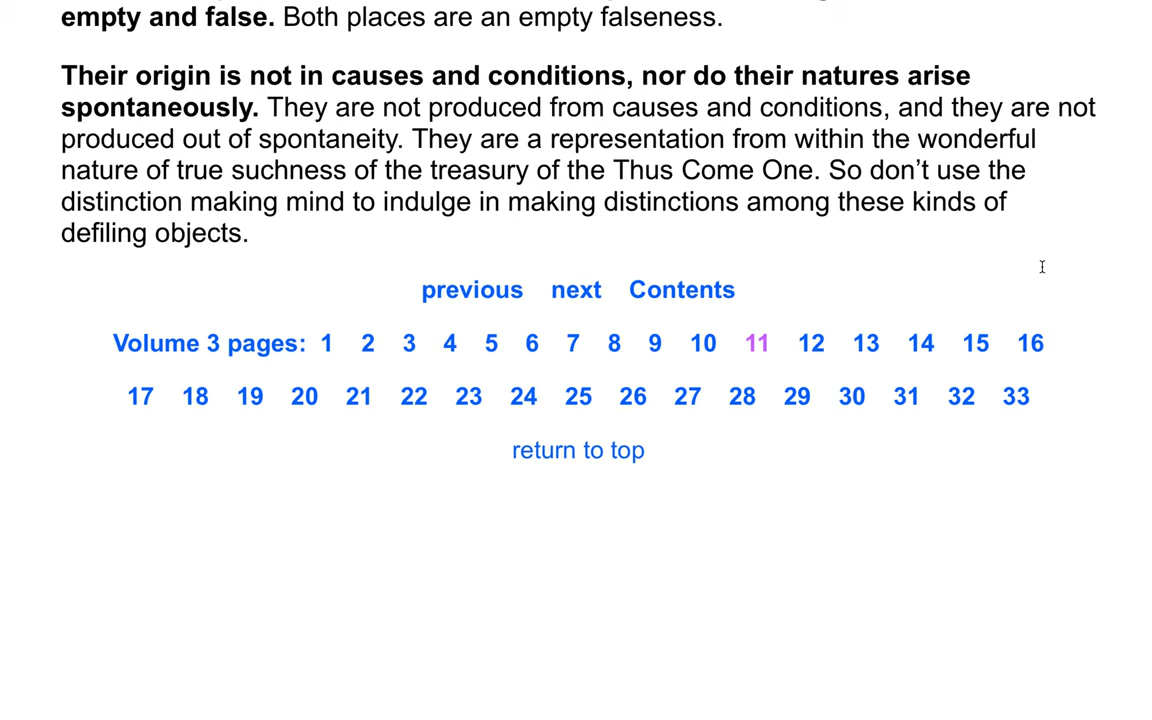 empty and false. Both places are an empty falseness.
Their origin is not in causes and conditions, nor do their natures arise
spontaneously. They are not produced from causes and conditions, and they are not
produced out of spontaneity. They are a representation from within the wonderful
nature of true suchness of the treasury of the Thus Come One. So don’t use the
distinction making mind to indulge in making distinctions among these kinds of
defiling objects.
previous next Contents
Volume 3 pages: 1 2 3 4 5 6 7 8 9 10 11 12 13 14 15 16
17 18 19 20 21 22 23 24 25 26 27 28 29 30 31 32 33
return to top